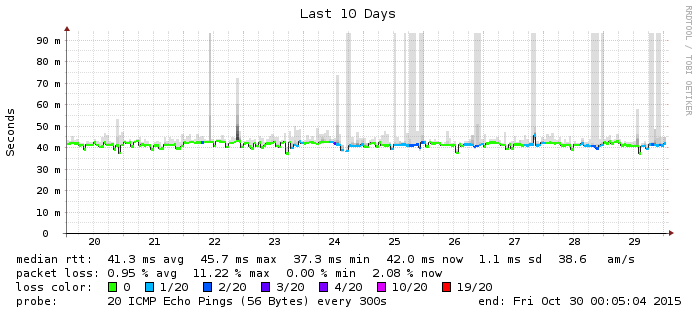 Last 10 Days
RRDTOOL / TOBI OETIKER
Seconds
90 m
80 m
70 m
60 m
50 m
40 m
30 m
20 m
10 m
0
20 21 22 23 24 25 26 27 28 29
median rtt: 41.3 ms avg 45.7 ms max 37.3 ms min 42.0 ms now 1.1 ms sd 38.6 am/s
packet loss: 0.95 % avg 11.22 % max 0.00 % min 2.08 % now
loss color: 0 1/20 2/20 3/20 4/20 10/20 19/20
probe: 20 ICMP Echo Pings (56 Bytes) every 300s end: Fri Oct 30 00:05:04 2015